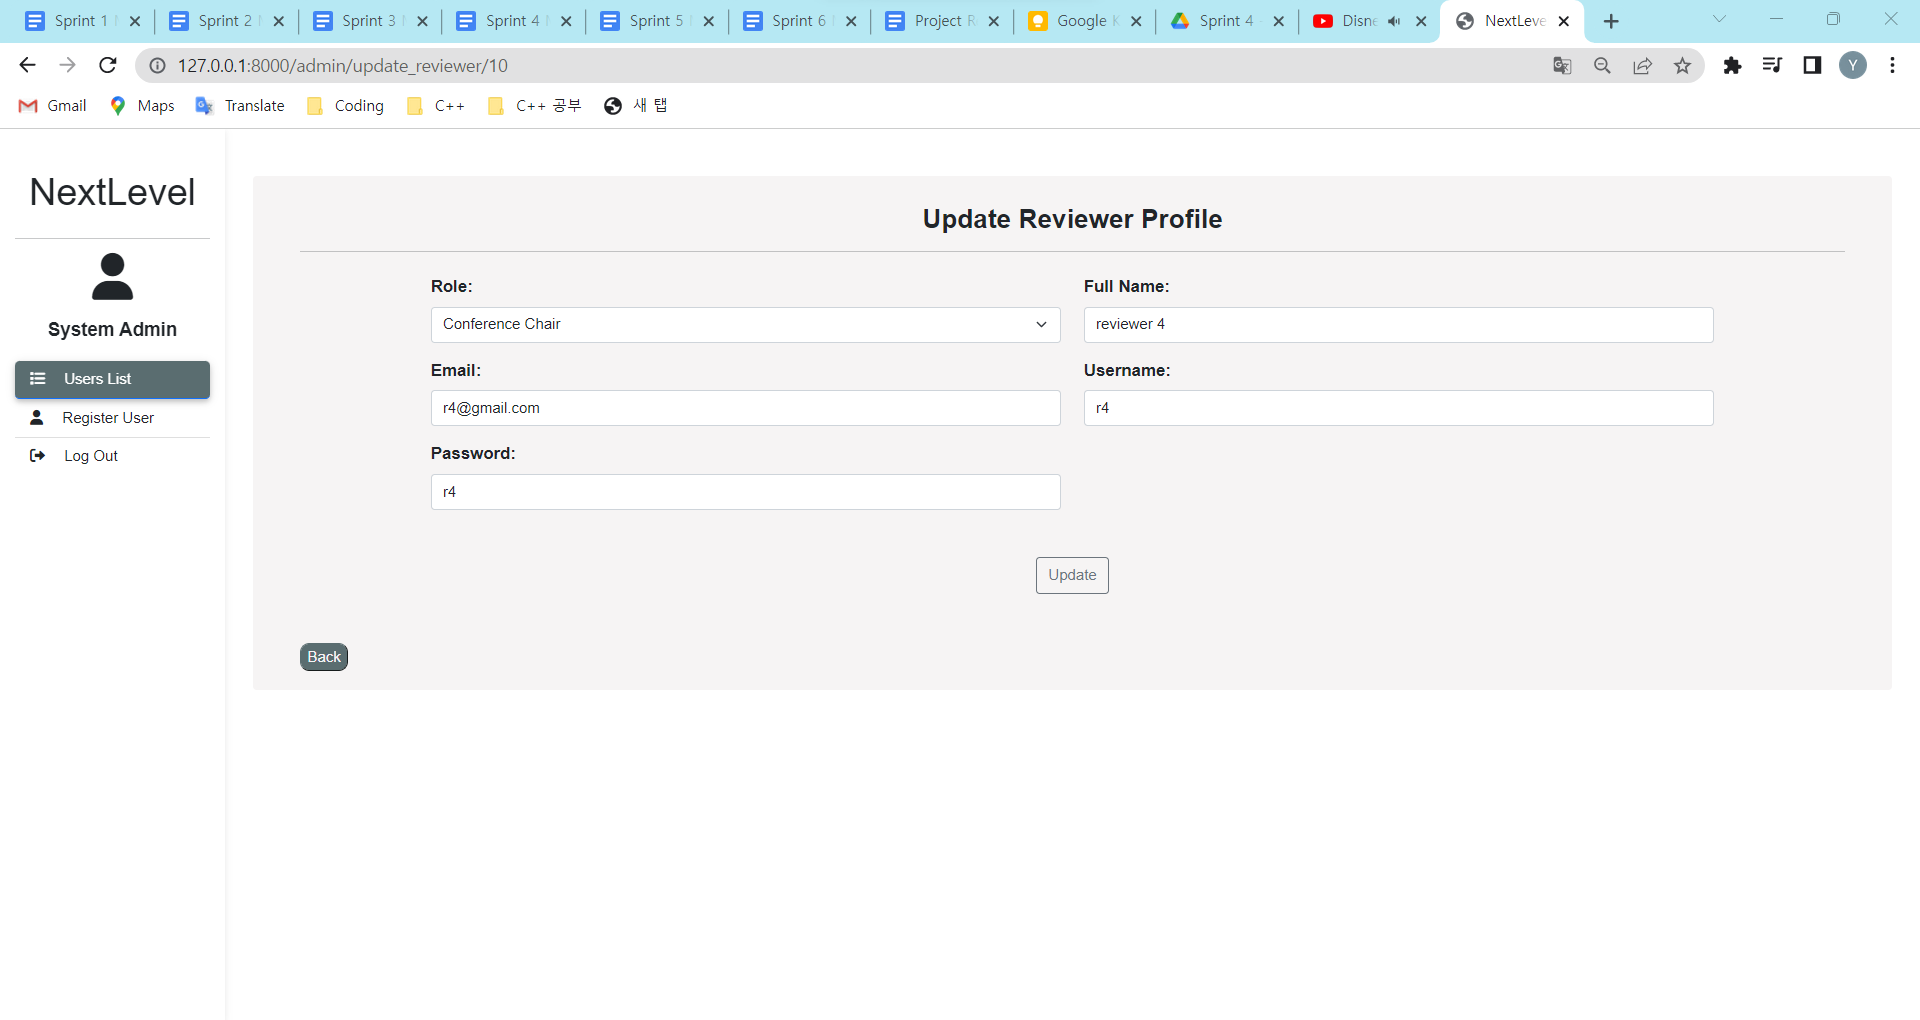 Sprint 1
Sprint 2
Sprint 3
Sprint 4
Sprint 5
Sprint 6
Project R
Google K
Sprint 4 -
Disne
NextLeve
127.0.0.1:8000/admin/update_reviewer/10
Y
Gmail
Maps
Translate
Coding
C++
C++ 공부
새 탭
NextLevel
System Admin
Users List
Register User
Log Out
Update Reviewer Profile
Role:
Full Name:
Conference Chair
reviewer 4
Email:
Username:
r4@gmail.com
r4
Password:
r4
Update
Back